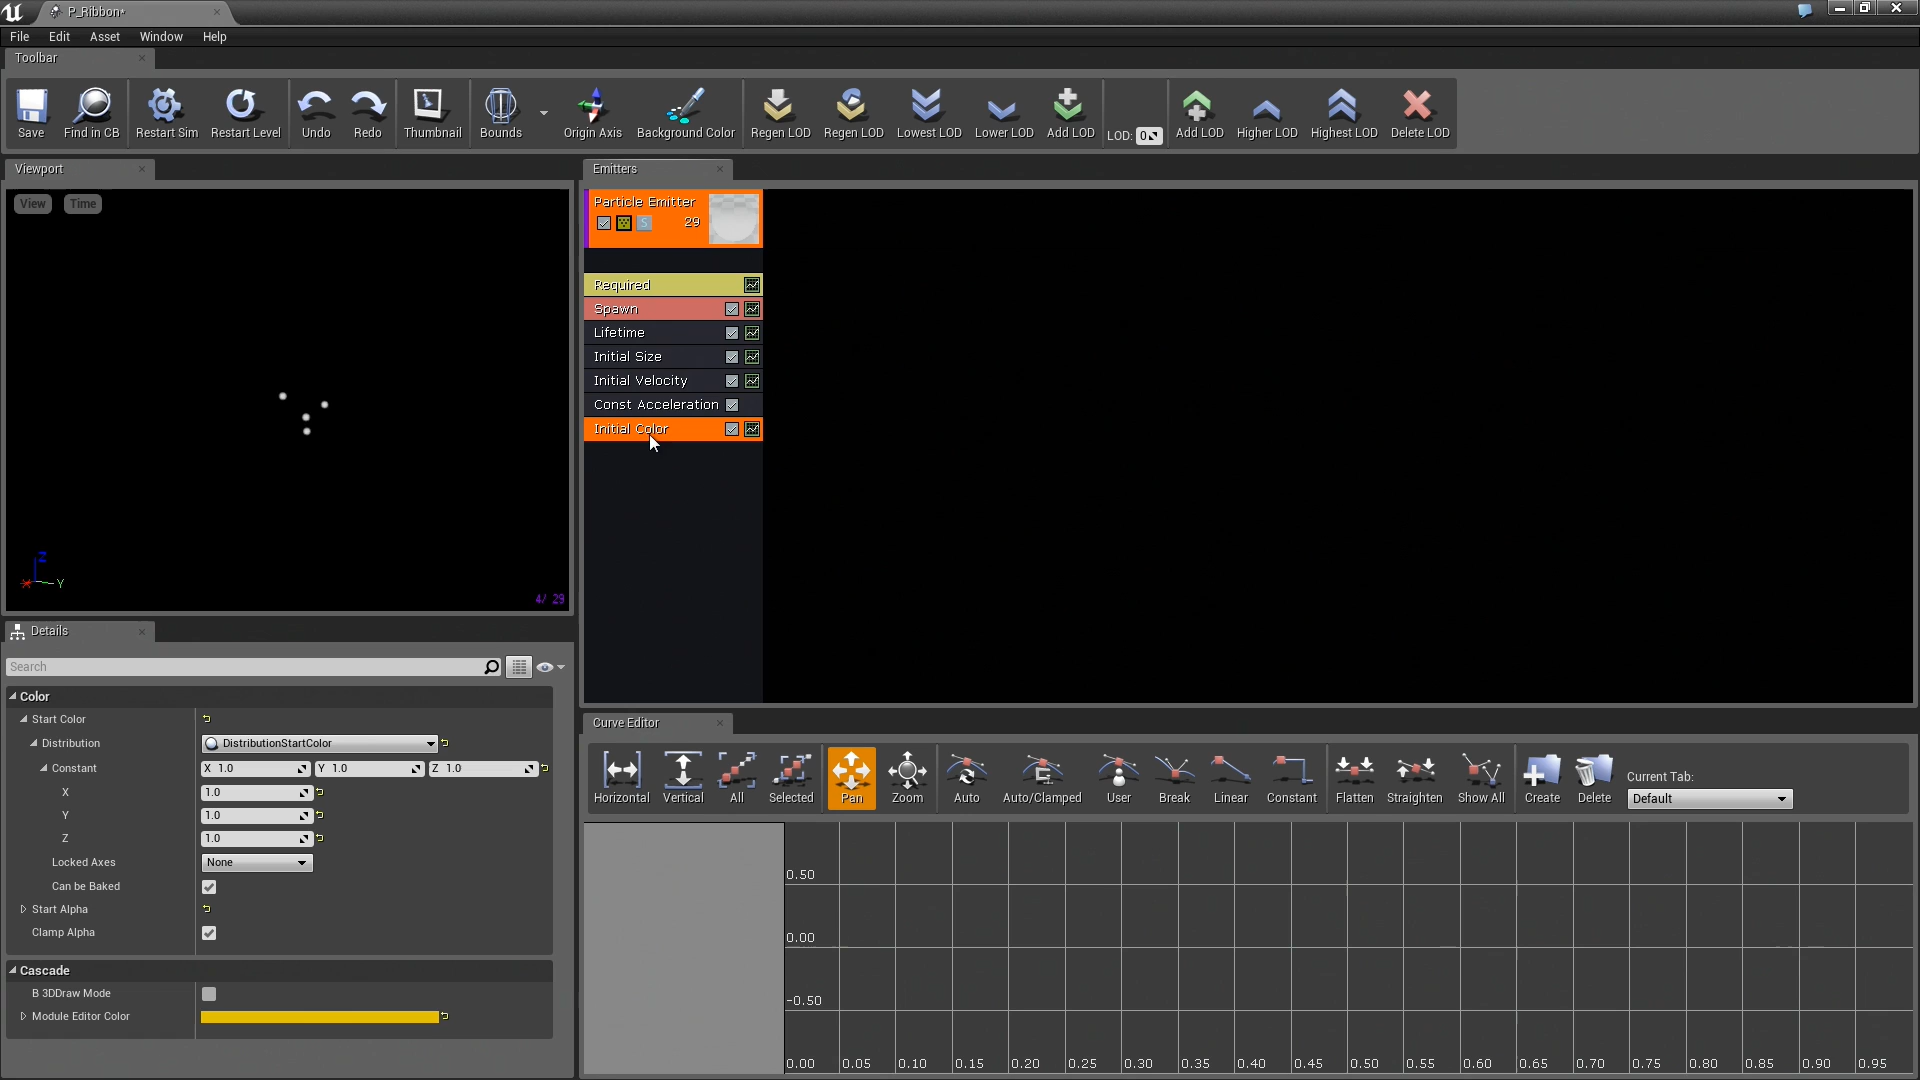 P_Ribbon*
File Edit Asset Window Help
Toolbar
Save Find in CB Restart Sim Restart Level Undo Redo Thumbnail Bounds Origin Axis Background Color Regen LOD Regen LOD Lowest LOD Lower LOD Add LOD LOD: 0 Add LOD Higher LOD Highest LOD Delete LOD
Viewport
View Time
Z
Y
4/ 29
Emitters
Particle Emitter
S 29
Required
Spawn
Lifetime
Initial Size
Initial Velocity
Const Acceleration
Initial Color
Details
Search
Color
Start Color
Distribution DistributionStartColor
Constant X 1.0 Y 1.0 Z 1.0
X 1.0
Y 1.0
Z 1.0
Locked Axes None
Can be Baked
Start Alpha
Clamp Alpha
Cascade
B 3DDraw Mode
Module Editor Color
Curve Editor
Horizontal Vertical All Selected Pan Zoom Auto Auto/Clamped User Break Linear Constant Flatten Straighten Show All Create Delete
Current Tab:
Default
0.50
0.00
-0.50
0.00 0.05 0.10 0.15 0.20 0.25 0.30 0.35 0.40 0.45 0.50 0.55 0.60 0.65 0.70 0.75 0.80 0.85 0.90 0.95